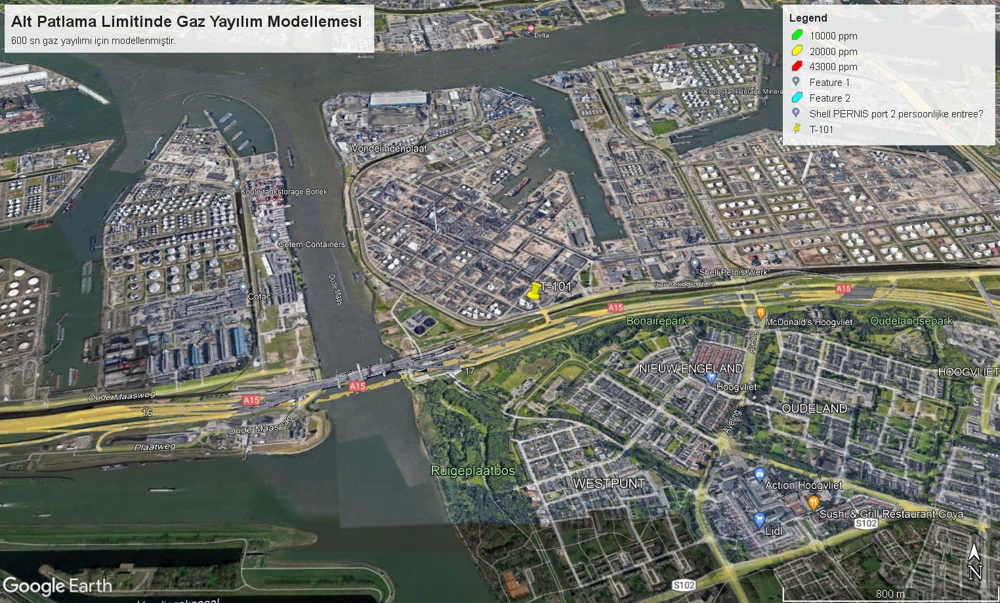 Alt Patlama Limitinde Gaz Yayılım Modellemesi
600 sn gaz yayılımı için modellenmiştir.
Legend
10000 ppm
20000 ppm
43000 ppm
Feature 1
Feature 2
Shell PERNIS port 2.persoonlijke entree?
T-101
Delta
Koole Tankstorage Minerals
Vondelingenplaat
Koole tankstorage Botlek
Cetem Containers
Oude Maas
Cotac
T-101
Shell Pernis Werk
Vondelingenweg
A15
A15
Bonairepark
McDonald's Hoogvliet
Oudelandsepark
Aveling
NIEUW ENGELAND
Hoogvliet
HOOGVLIET
17
A15
Oude Maasweg
A15
16
OUDELAND
Aveling
Oude Maaspad
Plaatweg
Ruigeplaatbos
WESTPUNT
Action Hoogvliet
Sushi & Grill Restaurant Goya
S102
Lidl
N
S102
800 m
Google Earth